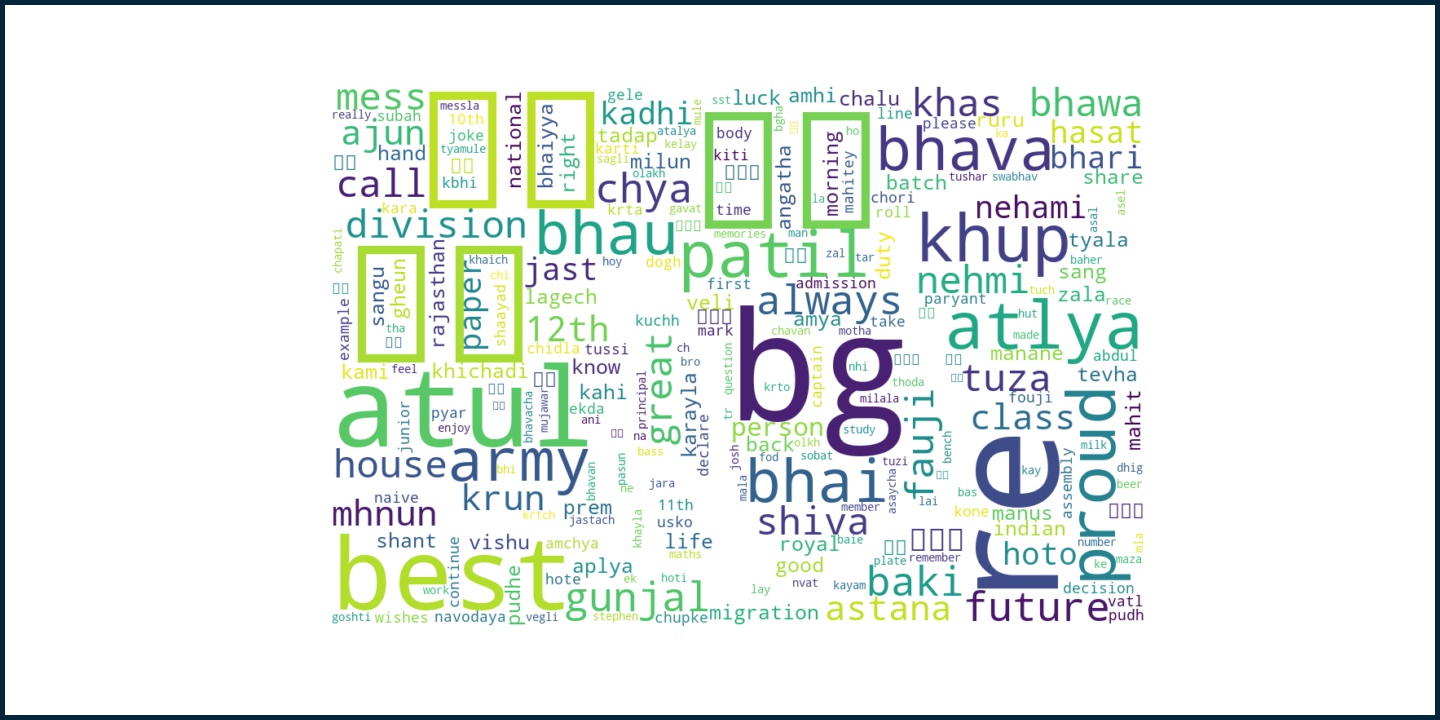 mess
messla
national
bhaiyya
gele
kadhi
mule
sst
luck
amhi
chalu
khas
bhawa
really
subah
10th
joke
tyamule
kbhi
right
tadap
atalya
kelay
body
bgha
ho
line
please
ruru
ka
hasat
ajun
hand
karti
sagli
milun
olakh
kiti
time
angatha
morning
mahitey
la
bhava
bhari
call
chya
batch
tushar
swabhav
share
kara
krta
gavat
memories
man
chori
roll
nehami
asal
asel
division
bhau
patil
zal
tar
duty
khup
tyala
baher
chapati
sangu
gheun
tha
rajasthan
khaich
paper
chi
shaayad
jast
hoy
dogh
first
admission
nehmi
tuch
sang
zala
race
example
lagech
veli
always
paryant
hut
made
atlya
12th
kuchh
mark
amya
take
chavan
motha
chidla
tussi
ch
bro
question
manane
abdul
kami
feel
khichadi
know
great
bg
nhi
captain
krto
thoda
milala
tuza
tevha
atul
junior
pyar
enjoy
bhavacha
mujawar
kahi
ekda
ani
principal
na
karayla
declare
tr
person
study
fouji
class
proud
mahit
back
olkh
fauji
bench
milk
house
army
bhi
bhavan
pasun
bass
josh
fod
sobat
tuzi
re
kay
assembly
dhig
beer
naive
krun
ne
jara
mala
bhai
asaycha
lai
bas
mhnun
krtch
prem
jastach
khayla
11th
usko
member
shiva
kone
manus
indian
shant
vishu
amchya
life
maths
royal
baie
remember
hoto
number
mla
best
continue
hote
aplya
ek
hoti
good
plate
ke
maza
work
pudhe
gunjal
lay
nvat
kayam
baki
decision
goshti
wishes
navodaya
vegli
stephen
chupke
migration
astana
future
vatl
pudh